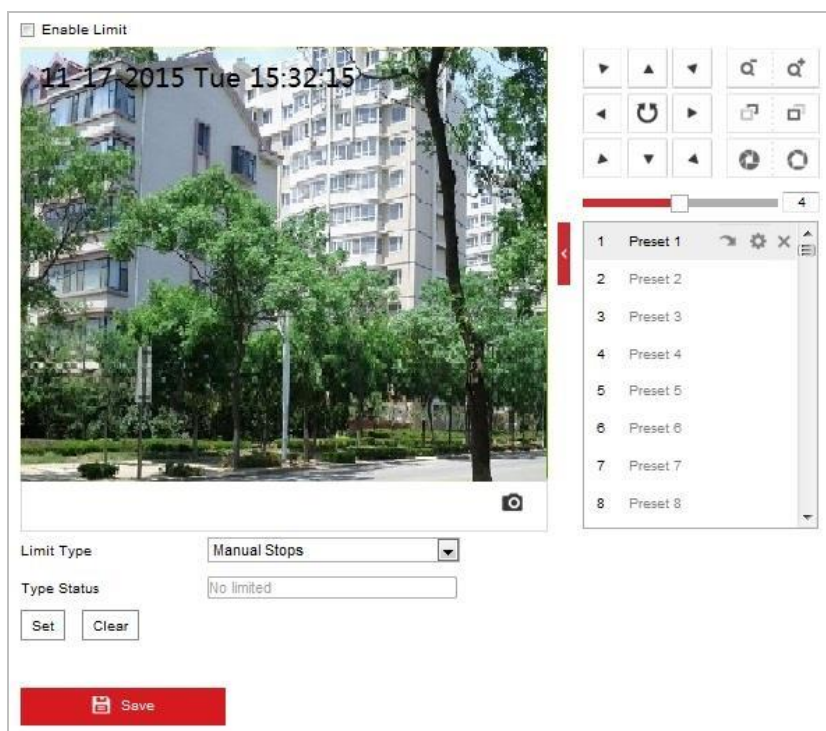 Enable Limit
11-17-2015 Tue 15:32:15
4
1 Preset 1
2 Preset 2
3 Preset 3
4 Preset 4
5 Preset 5
6 Preset 6
7 Preset 7
8 Preset 8
Limit Type Manual Stops
Type Status No limited
Set Clear
Save